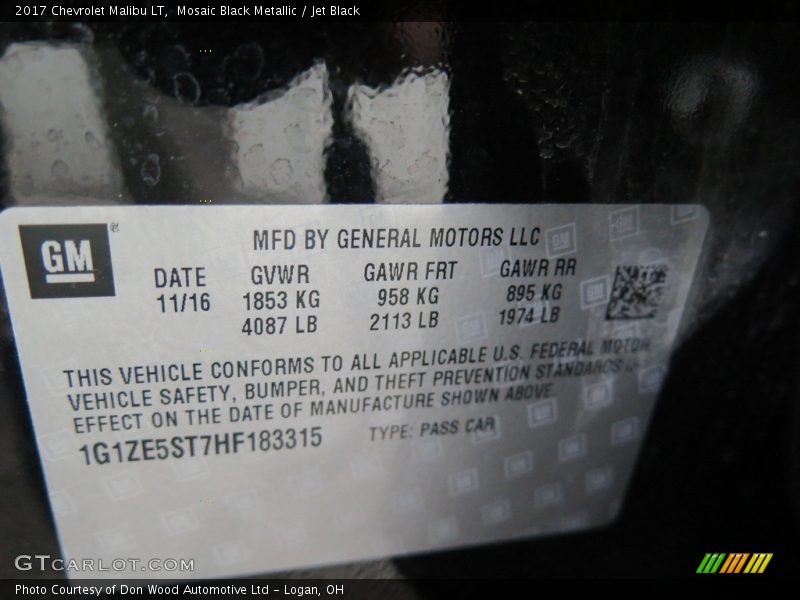 2017 Chevrolet Malibu LT, Mosaic Black Metallic / Jet Black
GM®
MFD BY GENERAL MOTORS LLC
DATE GVWR GAWR FRT GAWR RR
11/16 1853 KG 958 KG 895 KG
4087 LB 2113 LB 1974 LB
THIS VEHICLE CONFORMS TO ALL APPLICABLE U.S. FEDERAL MOTOR
VEHICLE SAFETY, BUMPER, AND THEFT PREVENTION STANDARDS
EFFECT ON THE DATE OF MANUFACTURE SHOWN ABOVE.
1G1ZE5ST7HF183315 TYPE: PASS CAR
GTCARLOT.COM
Photo Courtesy of Don Wood Automotive Ltd - Logan, OH